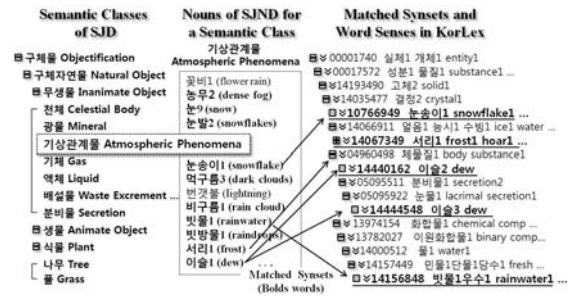 Semantic Classes
of SJD
구체물 Objectification
구체자연물 Natural Object
무생물 Inanimate Object
천체 Celestial Body
광물 Mineral
기상관계물 Atmospheric Phenomena
기체 Gas
액체 Liquid
배설물 Waste Excrement ...
분비물 Secretion
생물 Animate Object
식물 Plant
나무 Tree
풀 Grass
Nouns of SJND for
a Semantic Class
기상관계물
Atmospheric Phenomena
꽃비1 (flower rain)
농무2 (dense fog)
눈9 (snow)
눈발2 (snowflakes)
눈송이1 (snowflake)
먹구름3 (dark clouds)
번갯불 (lightning)
비구름1 (rain cloud)
빗물1 (rainwater)
빗방울1 (raindrops)
서리1 (frost)
이슬1 (dew)
...
Matched Synsets
(Bolds words)
Matched Synsets and
Word Senses in KorLex
00001740 실체1 개체1 entity1
00017572 성분1 물질1 substance1 ...
14193490 고체2 solid1
14035477 결정2 crystal1
10766949 눈송이1 snowflake1 ...
14066911 얼음1 능시1 수빙1 ice1 water ...
14067349 서리1 frost1 hoar1 ...
04960498 체물질1 body substance1
14440162 이슬2 dew
05095511 분비물1 secretion2
05095922 눈물1 lacrimal secretion1
14444548 이슬3 dew
13974154 화합물1 chemical comp ...
13782027 이원화합물1 binary comp...
14000512 물1 water1
14157449 민물1단물1담수1 fresh ...
14156848 빗물1우수1 rainwater1 ...